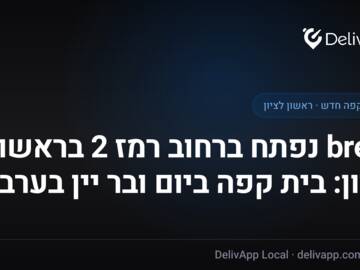 Deliv
קפה חדש · ראשון לציון
bre נפתח ברחוב רמז 2 בראשו
ון: בית קפה ביום ובר יין בערב
DelivApp Local · delivapp.com